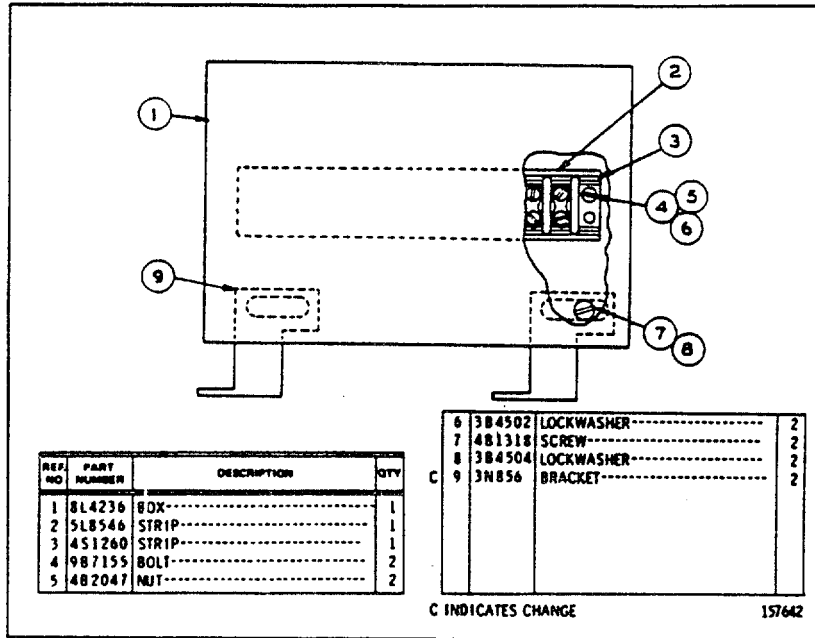 1
2
3
4
5
6
9
7
8
REF. NO PART NUMBER DESCRIPTION QTY
1 8L4236 BOX 1
2 5L8546 STRIP 1
3 4S1260 STRIP 1
4 9B7155 BOLT 2
5 4B2047 NUT 2
6 3B4502 LOCKWASHER 2
7 4B1318 SCREW 2
8 3B4504 LOCKWASHER 2
C 9 3N856 BRACKET 2
C INDICATES CHANGE 157642